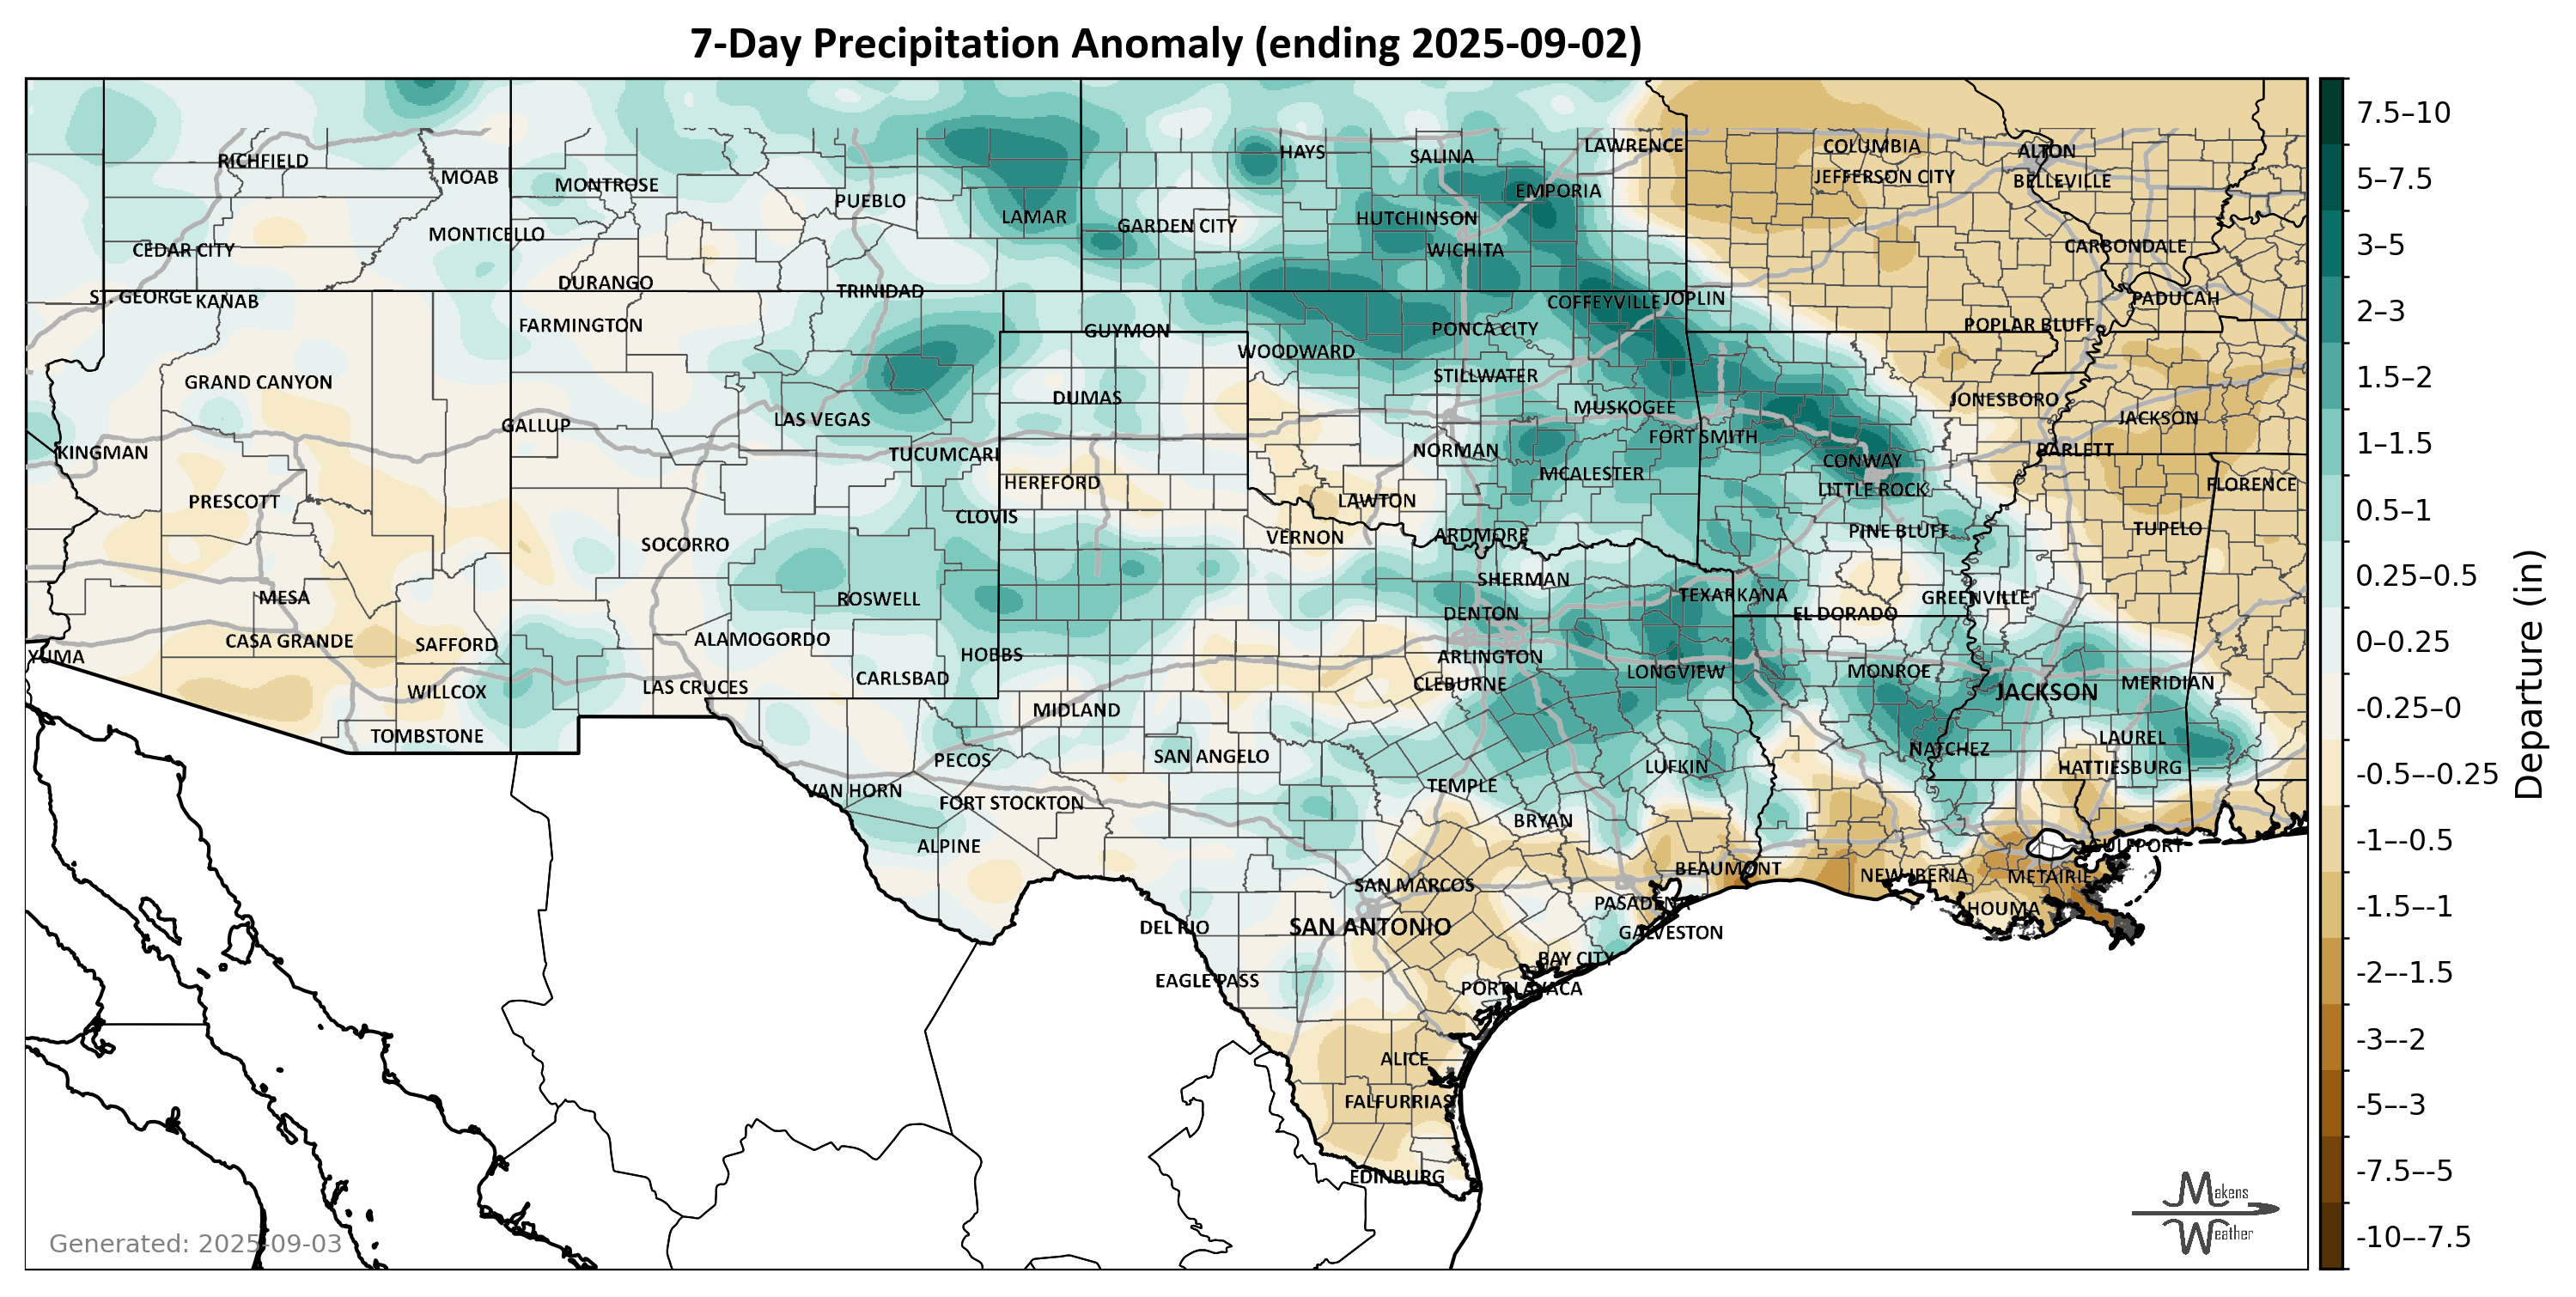 7-Day Precipitation Anomaly (ending 2025-09-02)
RICHFIELD
MOAB
MONTROSE
PUEBLO
LAMAR
HAYS
SALINA
LAWRENCE
EMPORIA
COLUMBIA
JEFFERSON CITY
ALTON
BELLEVILLE
CEDAR CITY
MONTICELLO
GARDEN CITY
HUTCHINSON
WICHITA
CARBONDALE
ST. GEORGE
KANAB
DURANGO
TRINIDAD
COFFEYVILLE
JOPLIN
PADUCAH
FARMINGTON
GUYMON
PONCA CITY
POPLAR BLUFF
WOODWARD
GRAND CANYON
DUMAS
STILLWATER
MUSKOGEE
JONESBORO
JACKSON
GALLUP
LAS VEGAS
KINGMAN
TUCUMCARI
NORMAN
FORT SMITH
BARLETT
HEREFORD
MCALESTER
CONWAY
LITTLE ROCK
FLORENCE
PRESCOTT
CLOVIS
LAWTON
PINE BLUFF
TUPELO
SOCORRO
VERNON
ARDMORE
MESA
ROSWELL
SHERMAN
TEXARKANA
GREENVILLE
DENTON
EL DORADO
CASA GRANDE
SAFFORD
ALAMOGORDO
HOBBS
ARLINGTON
YUMA
CARLSBAD
CLEBURNE
LONGVIEW
MONROE
JACKSON
MERIDIAN
WILLCOX
LAS CRUCES
MIDLAND
TOMBSTONE
PECOS
SAN ANGELO
LUFKIN
NATCHEZ
LAUREL
HATTIESBURG
VAN HORN
FORT STOCKTON
TEMPLE
ALPINE
BRYAN
GULFPORT
SAN MARCOS
BEAUMONT
NEW IBERIA
METAIRIE
PASADENA
HOUMA
DEL RIO
SAN ANTONIO
GALVESTON
EAGLE PASS
BAY CITY
PORT LAVACA
ALICE
FALFURRIAS
EDINBURG
7.5–10
5–7.5
3–5
2–3
1.5–2
1–1.5
0.5–1
0.25–0.5
0–0.25
-0.25–0
-0.5–-0.25
-1–-0.5
-1.5–-1
-2–-1.5
-3–-2
-5–-3
-7.5–-5
-10–-7.5
Departure (in)
Generated: 2025-09-03
Makens
Weather